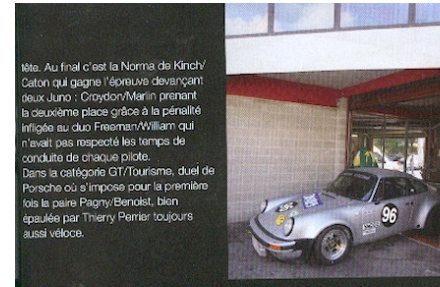 tête. Au final c'est la Norma de Kinch/
Caton qui gagne l'épreuve devançant
deux Juno : Croydon/Marlin prenant
la deuxième place grâce à la pénalité
infligée au duo Freeman/William qui
n'avait pas respecté les temps de
conduite de chaque pilote.
Dans la catégorie GT/Tourisme, duel de
Porsche où s'impose pour la première
fois la paire Pagny/Benoist, bien
épaulée par Thierry Perrier toujours
aussi véloce.
96